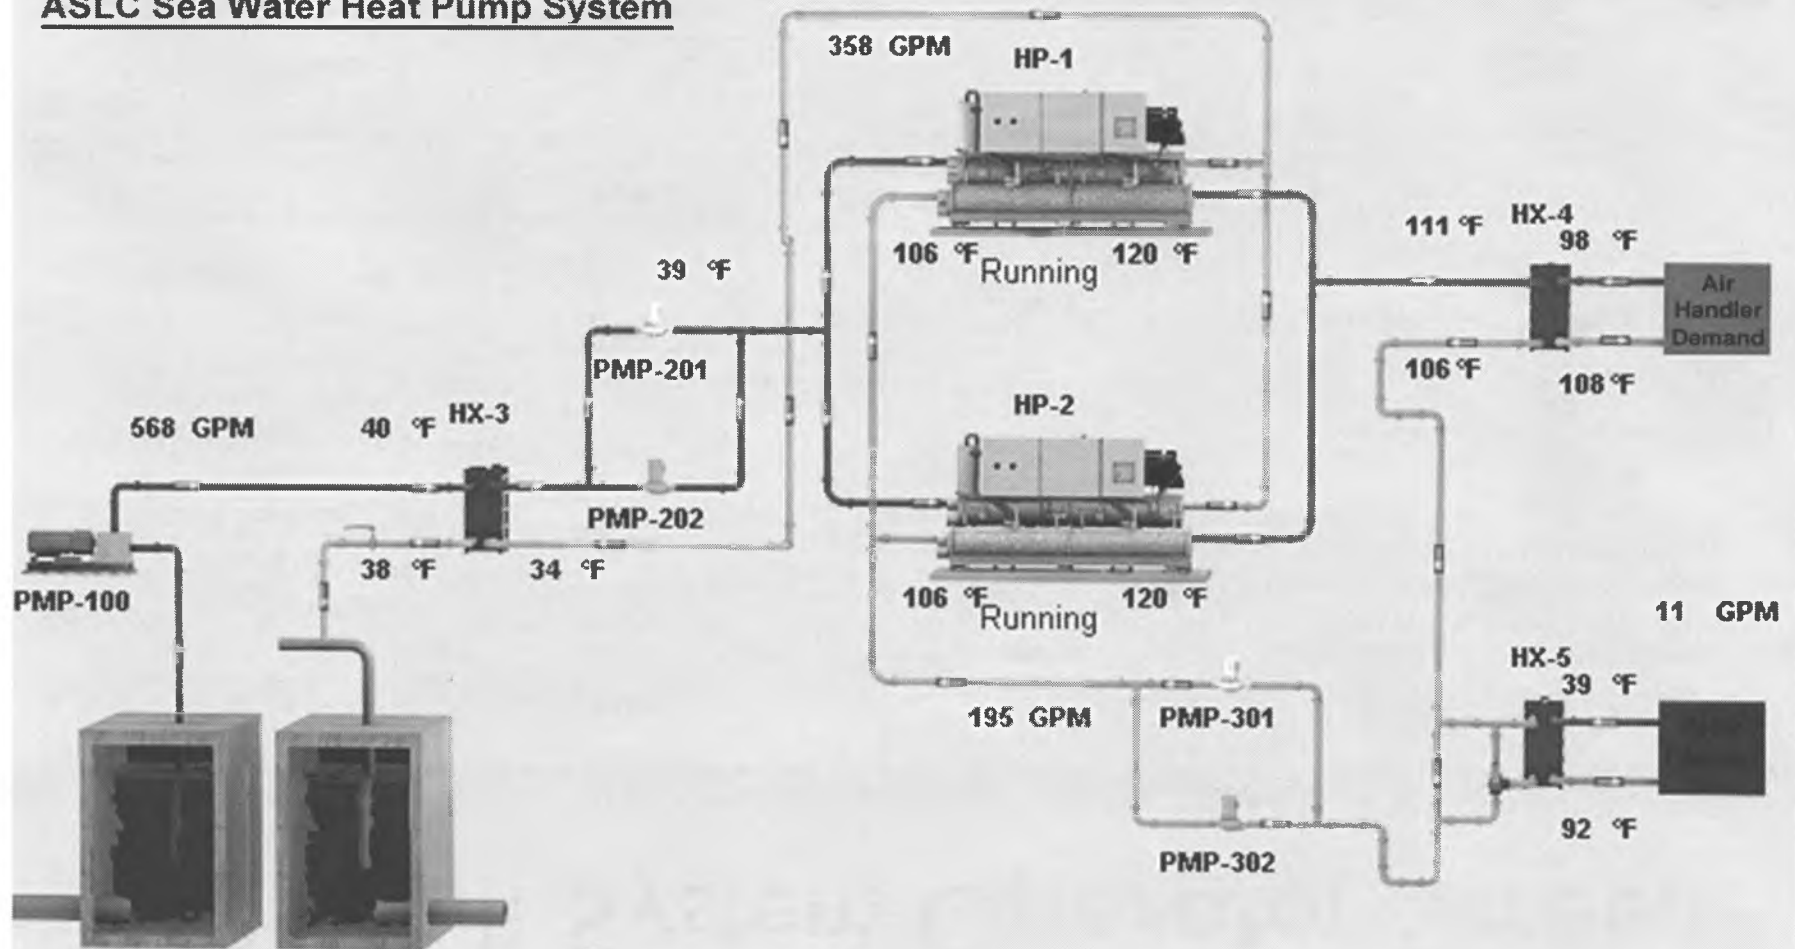 ASLC Sea Water Heat Pump System
358 GPM
HP-1
106 °F
120 °F
Running
39 °F
PMP-201
PMP-202
568 GPM
40 °F
HX-3
38 °F
34 °F
PMP-100
HP-2
106 °F
120 °F
Running
195 GPM
PMP-301
PMP-302
111 °F
HX-4
98 °F
Air
Handler
Demand
106 °F
108 °F
11 GPM
HX-5
39 °F
92 °F